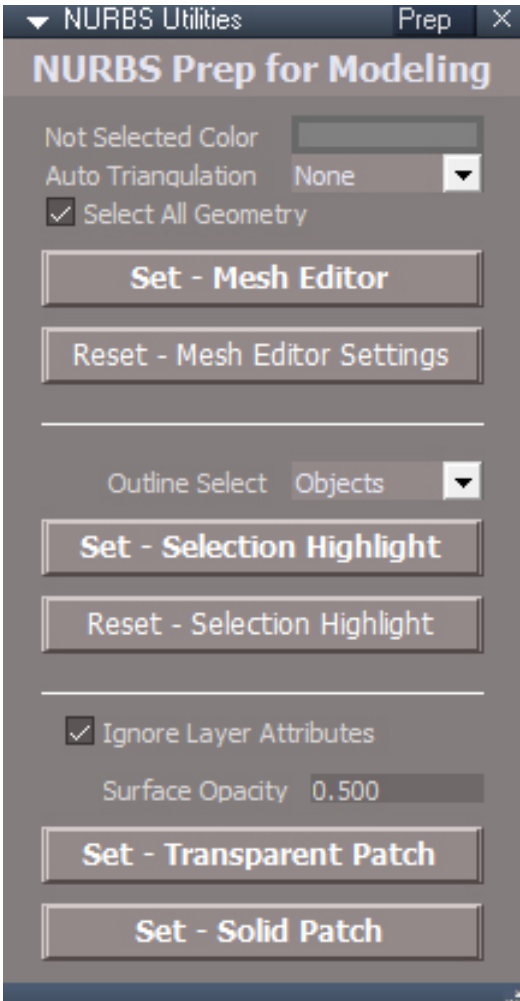 NURBS Utilities Prep
NURBS Prep for Modeling
Not Selected Color
Auto Triangulation None
Select All Geometry
Set - Mesh Editor
Reset - Mesh Editor Settings
Outline Select Objects
Set - Selection Highlight
Reset - Selection Highlight
Ignore Layer Attributes
Surface Opacity 0.500
Set - Transparent Patch
Set - Solid Patch